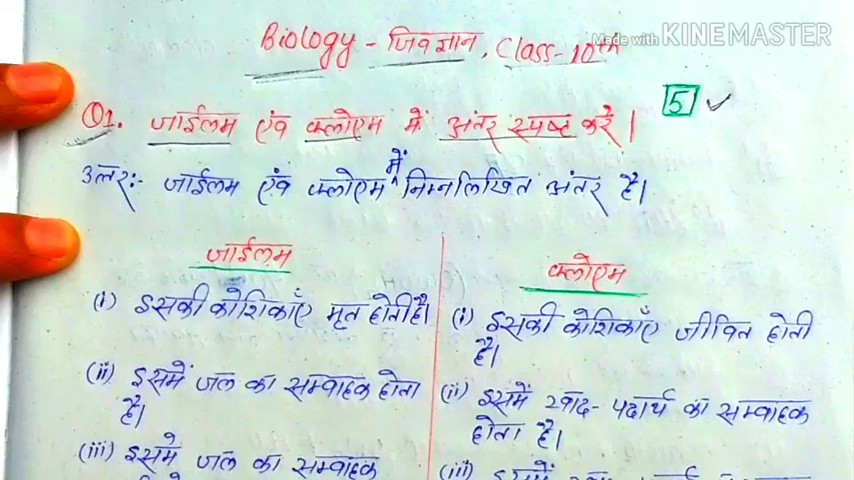 Made with KINEMASTER
Biology - जिवज्ञान, Class-10th
Q1. जाईलम एंव फ्लोएम में अंतर स्पष्ट करें। 5
उत्तर:- जाईलम एंव फ्लोएम में निम्नलिखित अंतर है।
जाईलम
फ्लोएम
(i) इसकी कोशिकाएँ मृत होती है।
(ii) इसमें जल का सम्वाहक होता
है।
(iii) इसमे जल का सम्वाहक
(i) इसकी कोशिकाएँ जीवित होती
है।
(ii) इसमें खाद- पदार्थ का सम्वाहक
होता है।
(iii) इसमें